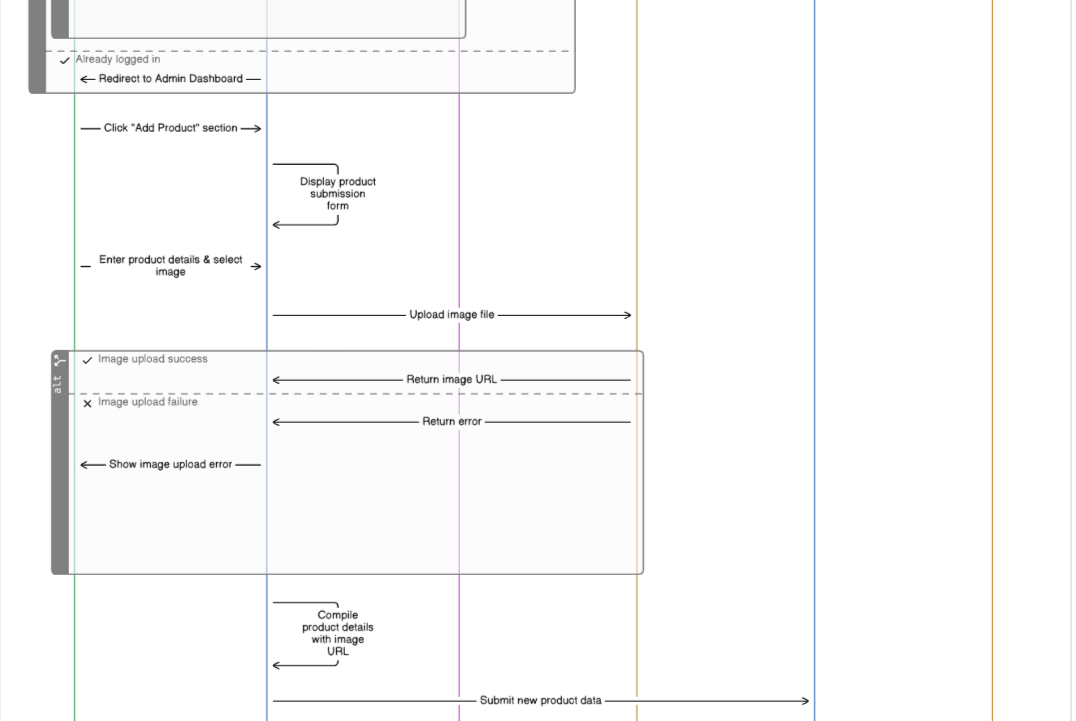 Already logged in
Redirect to Admin Dashboard
Click "Add Product" section
Display product
submission
form
Enter product details & select
image
Upload image file
alt
Image upload success
Return image URL
Image upload failure
Return error
Show image upload error
Compile
product details
with image
URL
Submit new product data